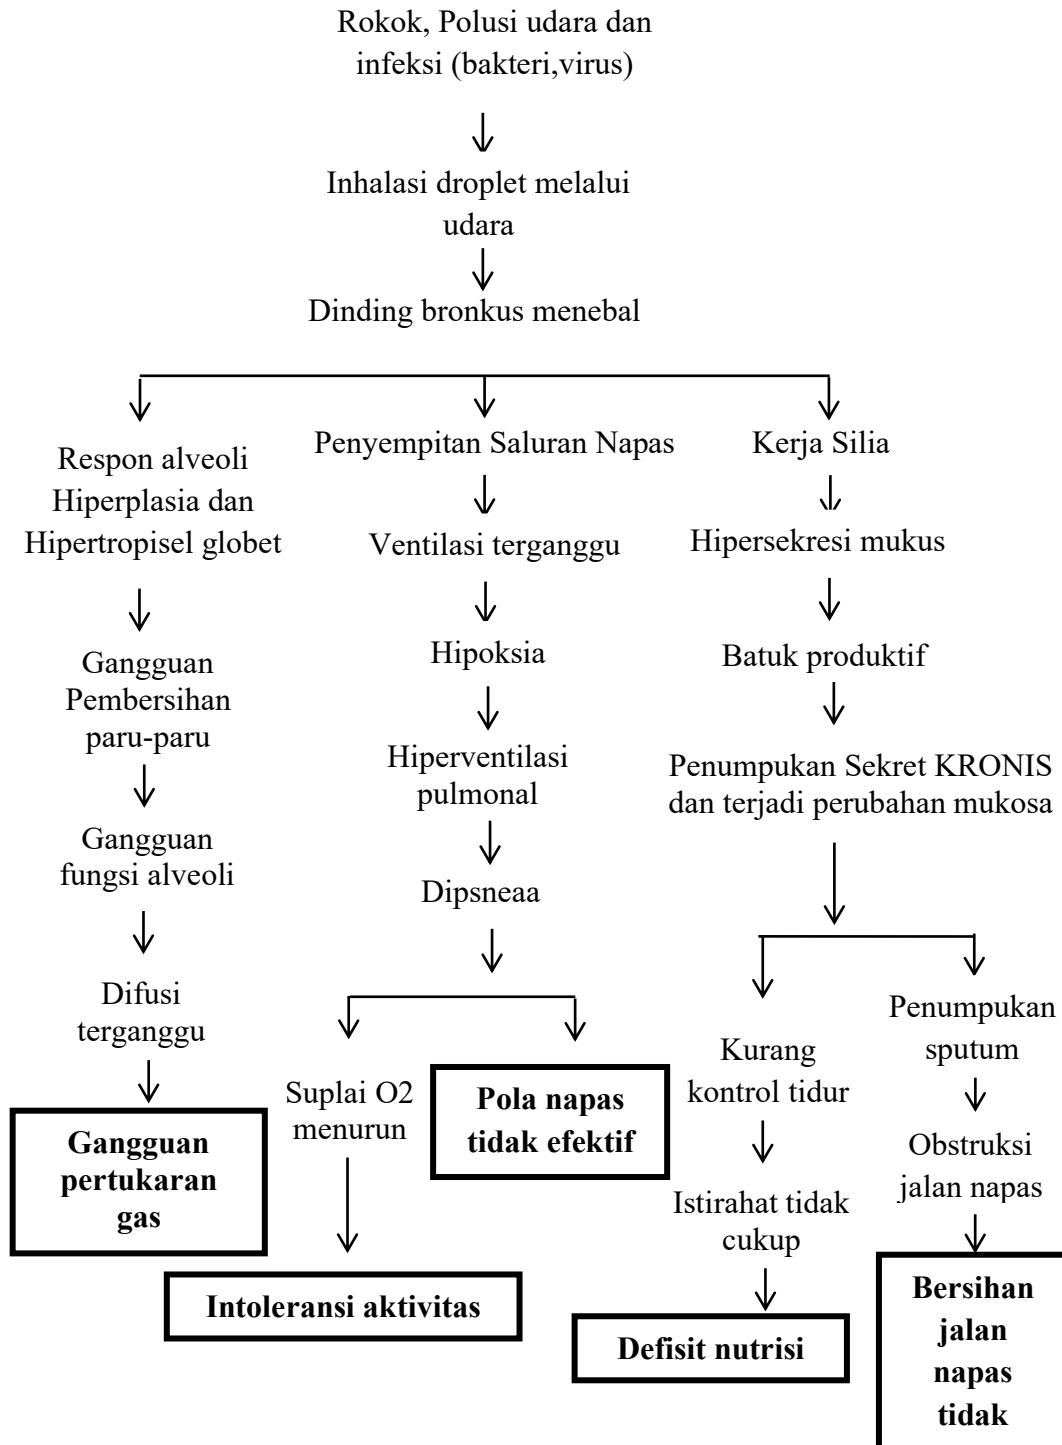 Rokok, Polusi udara dan
infeksi (bakteri,virus)
Inhalasi droplet melalui
udara
Dinding bronkus menebal
Respon alveoli
Hiperplasia dan
Hipertropisel globet
Gangguan
Pembersihan
paru-paru
Gangguan
fungsi alveoli
Difusi
terganggu
Gangguan
pertukaran
gas
Penyempitan Saluran Napas
Ventilasi terganggu
Hipoksia
Hiperventilasi
pulmonal
Dipsneaa
Suplai O2
menurun
Intoleransi aktivitas
Pola napas
tidak efektif
Kerja Silia
Hipersekresi mukus
Batuk produktif
Penumpukan Sekret KRONIS
dan terjadi perubahan mukosa
Kurang
kontrol tidur
Istirahat tidak
cukup
Defisit nutrisi
Penumpukan
sputum
Obstruksi
jalan napas
Bersihan
jalan
napas
tidak